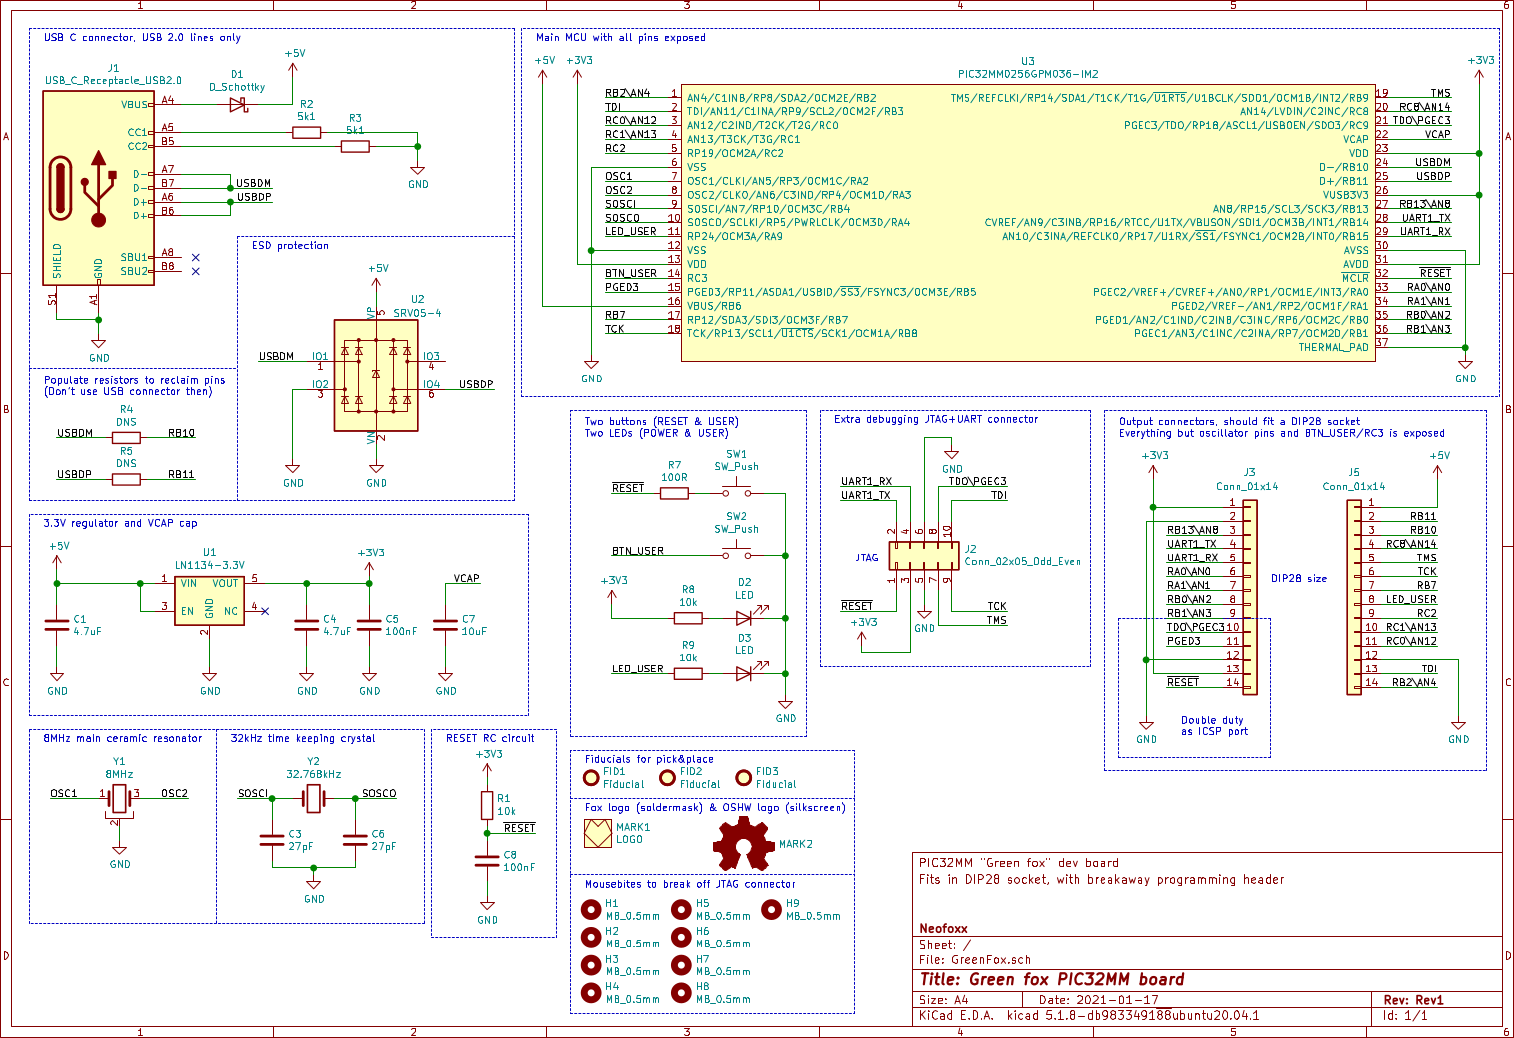 USB C connector, USB 2.0 lines only
J1
USB_C_Receptacle_USB2.0
VBUS A4
CC1 A5
CC2 B5
D- A7
D- B7
D+ A6
D+ B6
SBU1 A8
SBU2 B8
SHIELD
GND
S1
A1
GND
+5V
D1
D_Schottky
R2
5k1
R3
5k1
GND
USBDM
USBDP
ESD protection
+5V
U2
SRV05-4
VP 5
USBDM IO1 1
IO2 3
IO3 4
IO4 6 USBDP
VN 2
GND
GND
Populate resistors to reclaim pins
(Don't use USB connector then)
R4
DNS
USBDM RB10
R5
DNS
USBDP RB11
Main MCU with all pins exposed
+5V +3V3
U3
PIC32MM0256GPM036-IM2
+3V3
RB2\AN4 1 AN4/C1INB/RP8/SDA2/OCM2E/RB2
TDI 2 TDI/AN11/C1INA/RP9/SCL2/OCM2F/RB3
RC0\AN12 3 AN12/C2IND/T2CK/T2G/RC0
RC1\AN13 4 AN13/T3CK/T3G/RC1
RC2 5 RP19/OCM2A/RC2
6 VSS
OSC1 7 OSC1/CLKI/AN5/RP3/OCM1C/RA2
OSC2 8 OSC2/CLKO/AN6/C3IND/RP4/OCM1D/RA3
SOSCI 9 SOSCI/AN7/RP10/OCM3C/RB4
SOSCO 10 SOSCO/SCLKI/RP5/PWRLCLK/OCM3D/RA4
LED_USER 11 RP24/OCM3A/RA9
12 VSS
13 VDD
BTN_USER 14 RC3
PGED3 15 PGED3/RP11/ASDA1/USBID/SS3/FSYNC3/OCM3E/RB5
16 VBUS/RB6
RB7 17 RP12/SDA3/SDI3/OCM3F/RB7
TCK 18 TCK/RP13/SCL1/U1CTS/SCK1/OCM1A/RB8
TMS/REFCLKI/RP14/SDA1/T1CK/T1G/U1RTS/U1BCLK/SDO1/OCM1B/INT2/RB9 19 TMS
AN14/LVDIN/C2INC/RC8 20 RC8\AN14
PGEC3/TDO/RP18/ASCL1/USBOEN/SDO3/RC9 21 TDO\PGEC3
VCAP 22 VCAP
VDD 23
D-/RB10 24 USBDM
D+/RB11 25 USBDP
VUSB3V3 26
AN8/RP15/SCL3/SCK3/RB13 27 RB13\AN8
CVREF/AN9/C3INB/RP16/RTCC/U1TX/VBUSON/SDI1/OCM3B/INT1/RB14 28 UART1_TX
AN10/C3INA/REFCLKO/RP17/U1RX/SS1/FSYNC1/OCM2B/INT0/RB15 29 UART1_RX
AVSS 30
AVDD 31
MCLR 32 RESET
PGEC2/VREF+/CVREF+/AN0/RP1/OCM1E/INT3/RA0 33 RA0\AN0
PGED2/VREF-/AN1/RP2/OCM1F/RA1 34 RA1\AN1
PGED1/AN2/C1IND/C2INB/C3INC/RP6/OCM2C/RB0 35 RB0\AN2
PGEC1/AN3/C1INC/C2INA/RP7/OCM2D/RB1 36 RB1\AN3
THERMAL_PAD 37
GND
GND
3.3V regulator and VCAP cap
+5V
U1
LN1134-3.3V
+3V3
VCAP
1 VIN VOUT 5
3 EN GND NC 4
2
C1
4.7uF
C4
4.7uF
C5
100nF
C7
10uF
GND GND GND GND GND
Two buttons (RESET & USER)
Two LEDs (POWER & USER)
R7
100R
SW1
SW_Push
RESET
SW2
SW_Push
BTN_USER
+3V3
R8
10k
D2
LED
LED_USER
R9
10k
D3
LED
GND
Extra debugging JTAG+UART connector
GND
UART1_RX TDO\PGEC3
UART1_TX TDI
2 4 6 8 10
JTAG
J2
Conn_02x05_Odd_Even
1 3 5 7 9
RESET TCK
+3V3 GND TMS
Output connectors, should fit a DIP28 socket
Everything but oscillator pins and BTN_USER/RC3 is exposed
+3V3
J3
Conn_01x14
1
2
RB13\AN8 3
UART1_TX 4
UART1_RX 5
RA0\AN0 6
RA1\AN1 7
RB0\AN2 8
RB1\AN3 9
TDO\PGEC3 10
PGED3 11
12
13
RESET 14
GND
DIP28 size
Double duty
as ICSP port
+5V
J5
Conn_01x14
1
2 RB11
3 RB10
4 RC8\AN14
5 TMS
6 TCK
7 RB7
8 LED_USER
9 RC2
10 RC1\AN13
11 RC0\AN12
12
13 TDI
14 RB2\AN4
GND
8MHz main ceramic resonator
Y1
8MHz
OSC1 1 3 OSC2
2
GND
32kHz time keeping crystal
Y2
32.768kHz
SOSCI SOSCO
C3
27pF
C6
27pF
GND
RESET RC circuit
+3V3
R1
10k
RESET
C8
100nF
GND
Fiducials for pick&place
FID1
Fiducial
FID2
Fiducial
FID3
Fiducial
Fox logo (soldermask) & OSHW logo (silkscreen)
MARK1
LOGO
MARK2
Mousebites to break off JTAG connector
H1
MB_0.5mm
H5
MB_0.5mm
H9
MB_0.5mm
H2
MB_0.5mm
H6
MB_0.5mm
H3
MB_0.5mm
H7
MB_0.5mm
H4
MB_0.5mm
H8
MB_0.5mm
PIC32MM "Green fox" dev board
Fits in DIP28 socket, with breakaway programming header
Neofoxx
Sheet: /
File: GreenFox.sch
Title: Green fox PIC32MM board
Size: A4 Date: 2021-01-17 Rev: Rev1
KiCad E.D.A. kicad 5.1.8-db983349188ubuntu20.04.1 Id: 1/1
1 2 3 4 5 6
A B C D
A B C D
1 2 3 4 5 6